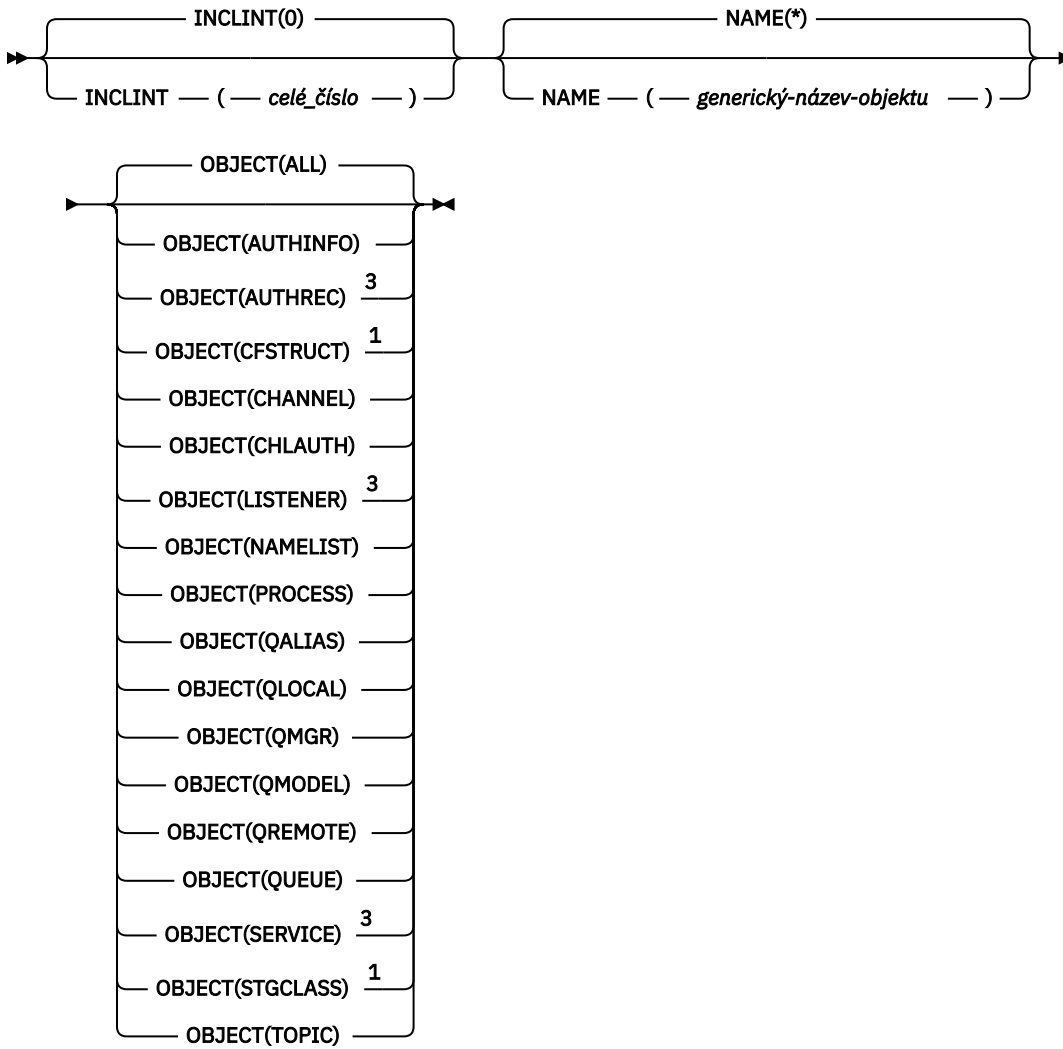 INCLINT(0) NAME(*)
INCLINT ( celé_číslo ) NAME ( generický-název-objektu )
OBJECT(ALL)
OBJECT(AUTHINFO)
OBJECT(AUTHREC) 3
OBJECT(CFSTRUCT) 1
OBJECT(CHANNEL)
OBJECT(CHLAUTH)
OBJECT(LISTENER) 3
OBJECT(NAMELIST)
OBJECT(PROCESS)
OBJECT(QALIAS)
OBJECT(QLOCAL)
OBJECT(QMGR)
OBJECT(QMODEL)
OBJECT(QREMOTE)
OBJECT(QUEUE)
OBJECT(SERVICE) 3
OBJECT(STGCLASS) 1
OBJECT(TOPIC)